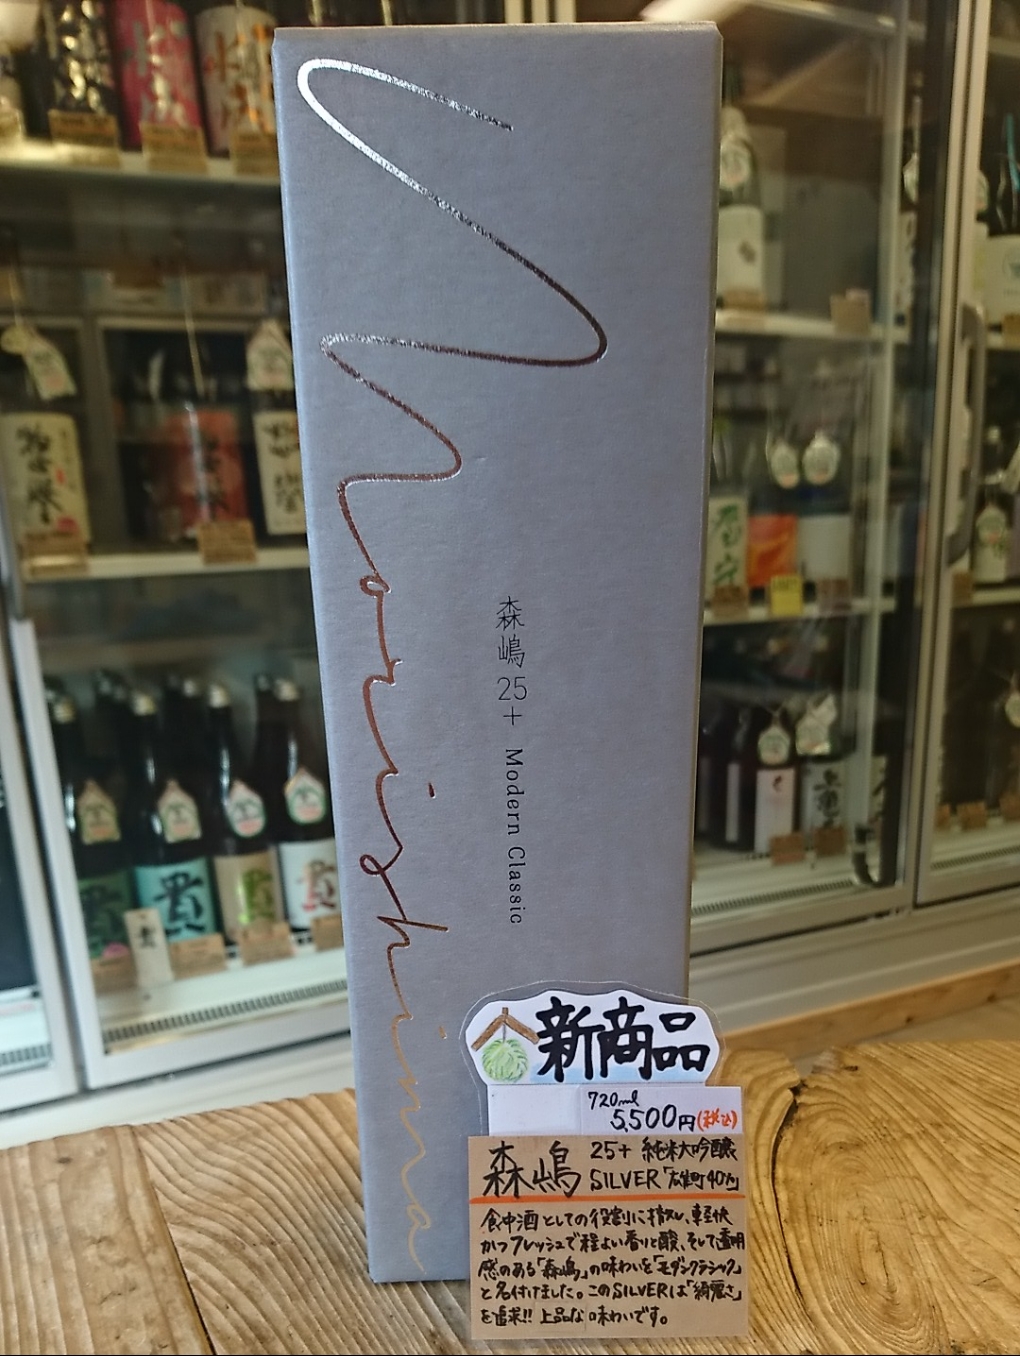 Morishima
森嶋 25+ Modern Classic
新商品
720ml
5,500円(税込)
森嶋
25+ 純米大吟醸
SILVER「雄町40%」
食中酒としての役割に捧ぐ、軽快
かつフレッシュで程よい香りと酸、そして透明
感のある「森嶋」の味わいを「モダンクラシック」
と名付けました。このSILVERは「綺麗さ」
を追求!! 上品な味わいです。
貴
貴
貴